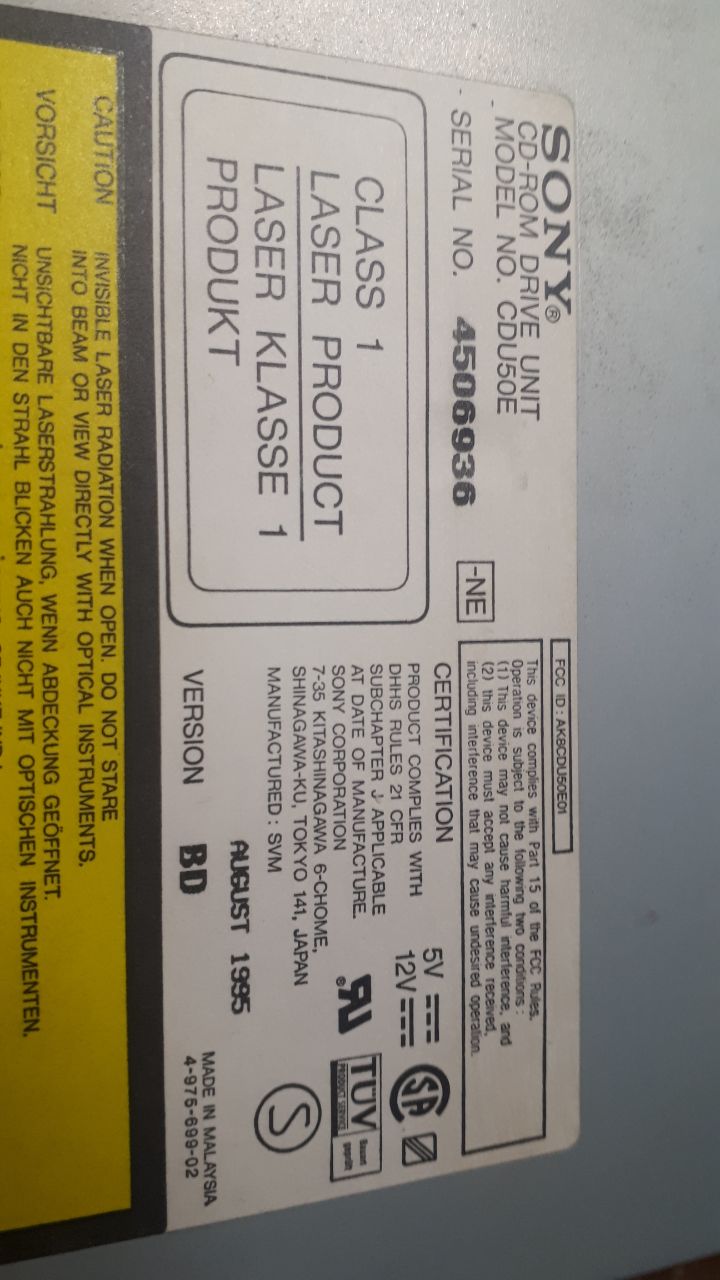 SONY®
CD-ROM DRIVE UNIT
MODEL NO. CDU50E
SERIAL NO. 4506936
-NE
CLASS 1
LASER PRODUCT
LASER KLASSE 1
PRODUKT
FCC ID : AK8CDU50E01
This device complies with Part 15 of the FCC Rules.
Operation is subject to the following two conditions :
(1) This device may not cause harmful interference, and
(2) this device must accept any interference received,
including interference that may cause undesired operation.
CERTIFICATION
PRODUCT COMPLIES WITH
DHHS RULES 21 CFR
SUBCHAPTER J APPLICABLE
AT DATE OF MANUFACTURE.
SONY CORPORATION
7-35 KITASHINAGAWA 6-CHOME,
SHINAGAWA-KU, TOKYO 141, JAPAN
MANUFACTURED : SVM
5V
12V
SA
RU®
TÜV
PRODUCT SERVICE
geprüft
S
AUGUST 1995
VERSION BD
MADE IN MALAYSIA
4-975-699-02
CAUTION INVISIBLE LASER RADIATION WHEN OPEN. DO NOT STARE
INTO BEAM OR VIEW DIRECTLY WITH OPTICAL INSTRUMENTS.
VORSICHT UNSICHTBARE LASERSTRAHLUNG, WENN ABDECKUNG GEÖFFNET.
NICHT IN DEN STRAHL BLICKEN AUCH NICHT MIT OPTISCHEN INSTRUMENTEN.